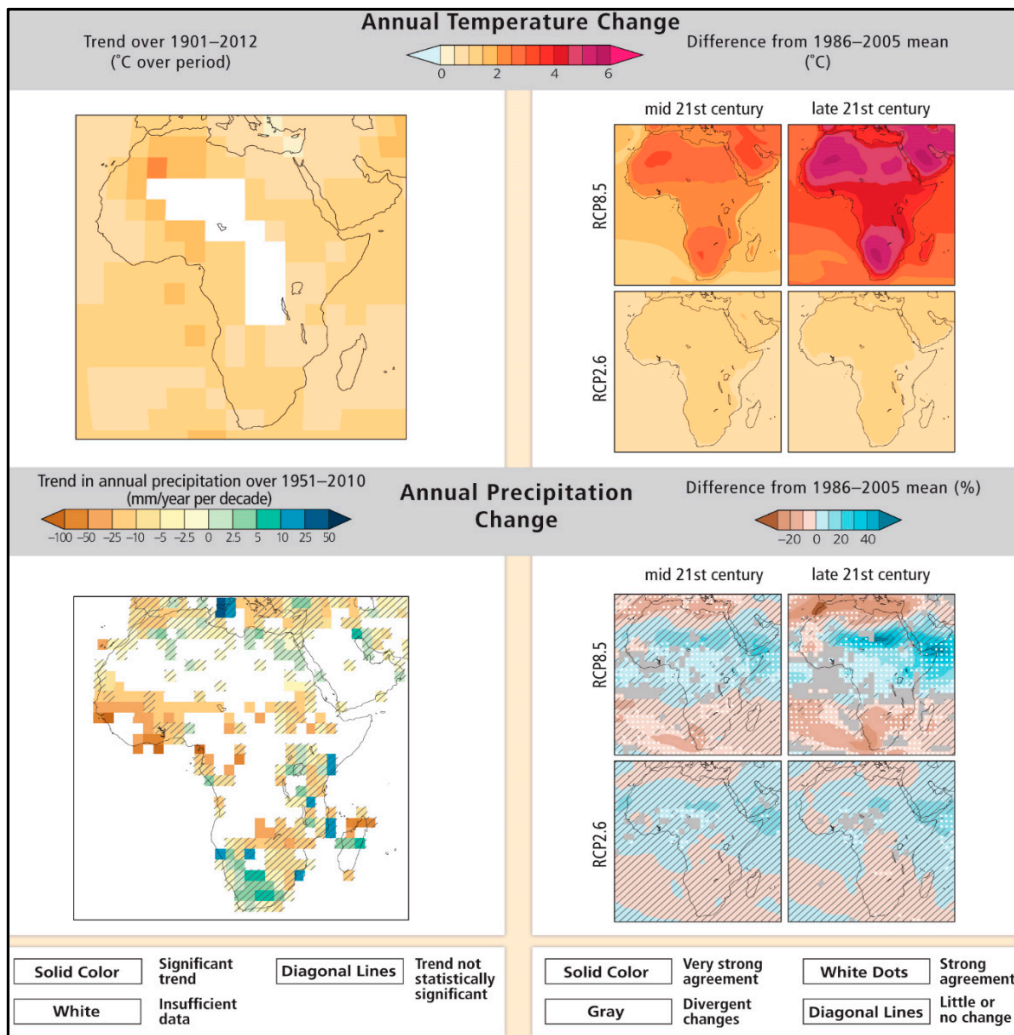 Annual Temperature Change
Trend over 1901–2012
(˚C over period)
0 2 4 6
Difference from 1986–2005 mean
(˚C)
mid 21st century
late 21st century
RCP8.5
RCP2.6
Trend in annual precipitation over 1951–2010
(mm/year per decade)
–100 –50 –25 –10 –5 –2.5 0 2.5 5 10 25 50
Annual Precipitation
Change
Difference from 1986–2005 mean (%)
–20 0 20 40
mid 21st century
late 21st century
RCP8.5
RCP2.6
Solid Color
Significant
trend
Diagonal Lines
Trend not
statistically
significant
White
Insufficient
data
Solid Color
Very strong
agreement
White Dots
Strong
agreement
Gray
Divergent
changes
Diagonal Lines
Little or
no change